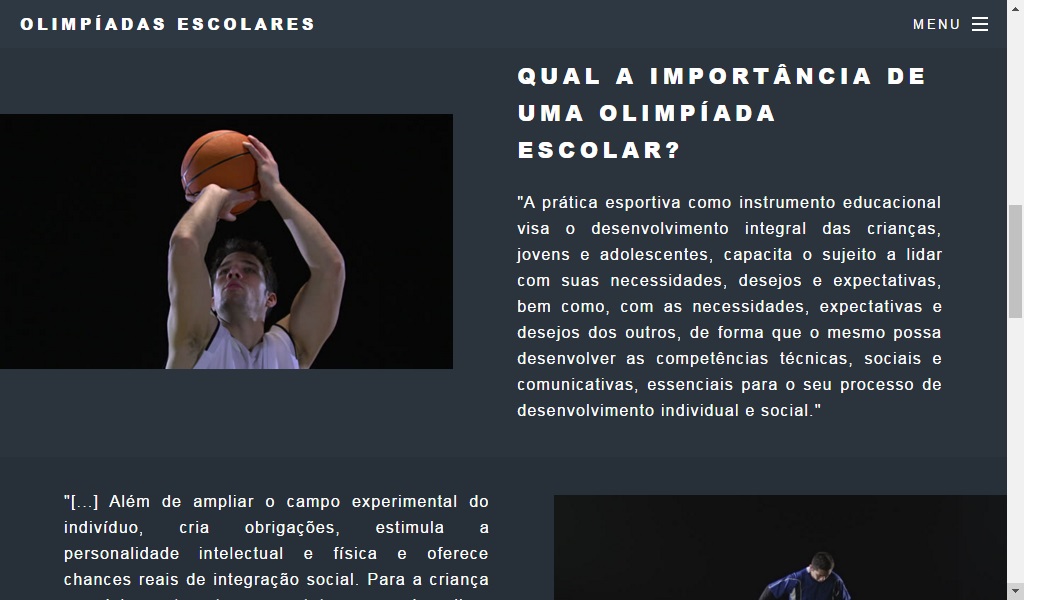 OLIMPÍADAS ESCOLARES
MENU
QUAL A IMPORTÂNCIA DE
UMA OLIMPÍADA
ESCOLAR?
"A prática esportiva como instrumento educacional
visa o desenvolvimento integral das crianças,
jovens e adolescentes, capacita o sujeito a lidar
com suas necessidades, desejos e expectativas,
bem como, com as necessidades, expectativas e
desejos dos outros, de forma que o mesmo possa
desenvolver as competências técnicas, sociais e
comunicativas, essenciais para o seu processo de
desenvolvimento individual e social."
"[...] Além de ampliar o campo experimental do
indivíduo, cria obrigações, estimula a
personalidade intelectual e física e oferece
chances reais de integração social. Para a criança